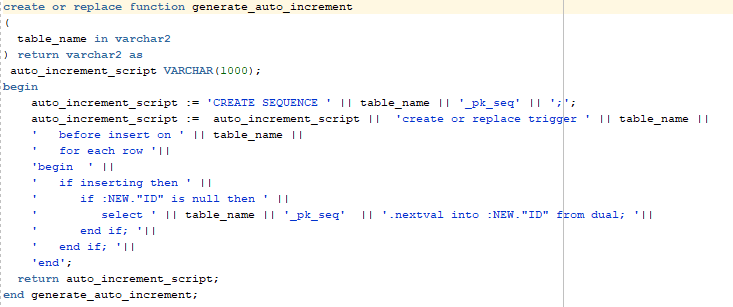 create or replace function generate_auto_increment
(
  table_name in varchar2
) return varchar2 as
 auto_increment_script VARCHAR(1000);
begin
    auto_increment_script := 'CREATE SEQUENCE ' || table_name || '_pk_seq' || ';';
    auto_increment_script :=  auto_increment_script ||  'create or replace trigger ' || table_name ||
    '   before insert on ' || table_name ||
    '   for each row '||
    'begin  ' ||
    '   if inserting then ' ||
    '      if :NEW."ID" is null then ' ||
    '         select ' || table_name || '_pk_seq'  || '.nextval into :NEW."ID" from dual; '||
    '      end if; '||
    '   end if; '||
    'end';
  return auto_increment_script;
end generate_auto_increment;